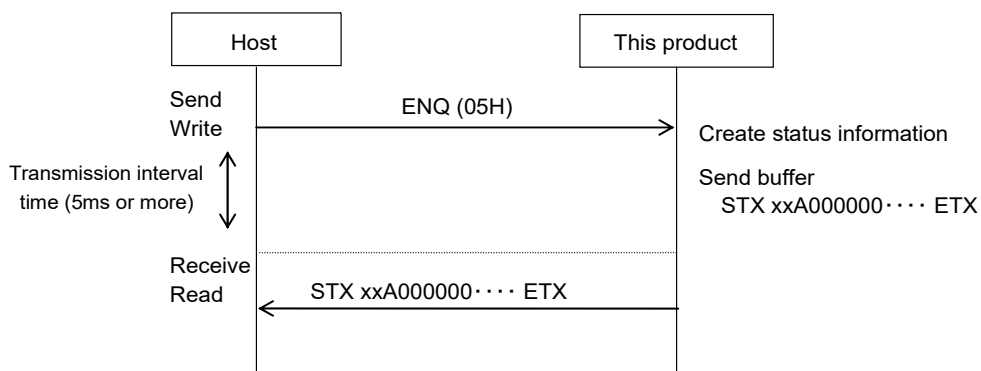 Host
This product
Send
Write
ENQ (05H)
Create status information
Transmission interval
time (5ms or more)
Send buffer
STX xxA000000････ ETX
Receive
Read
STX xxA000000････ ETX